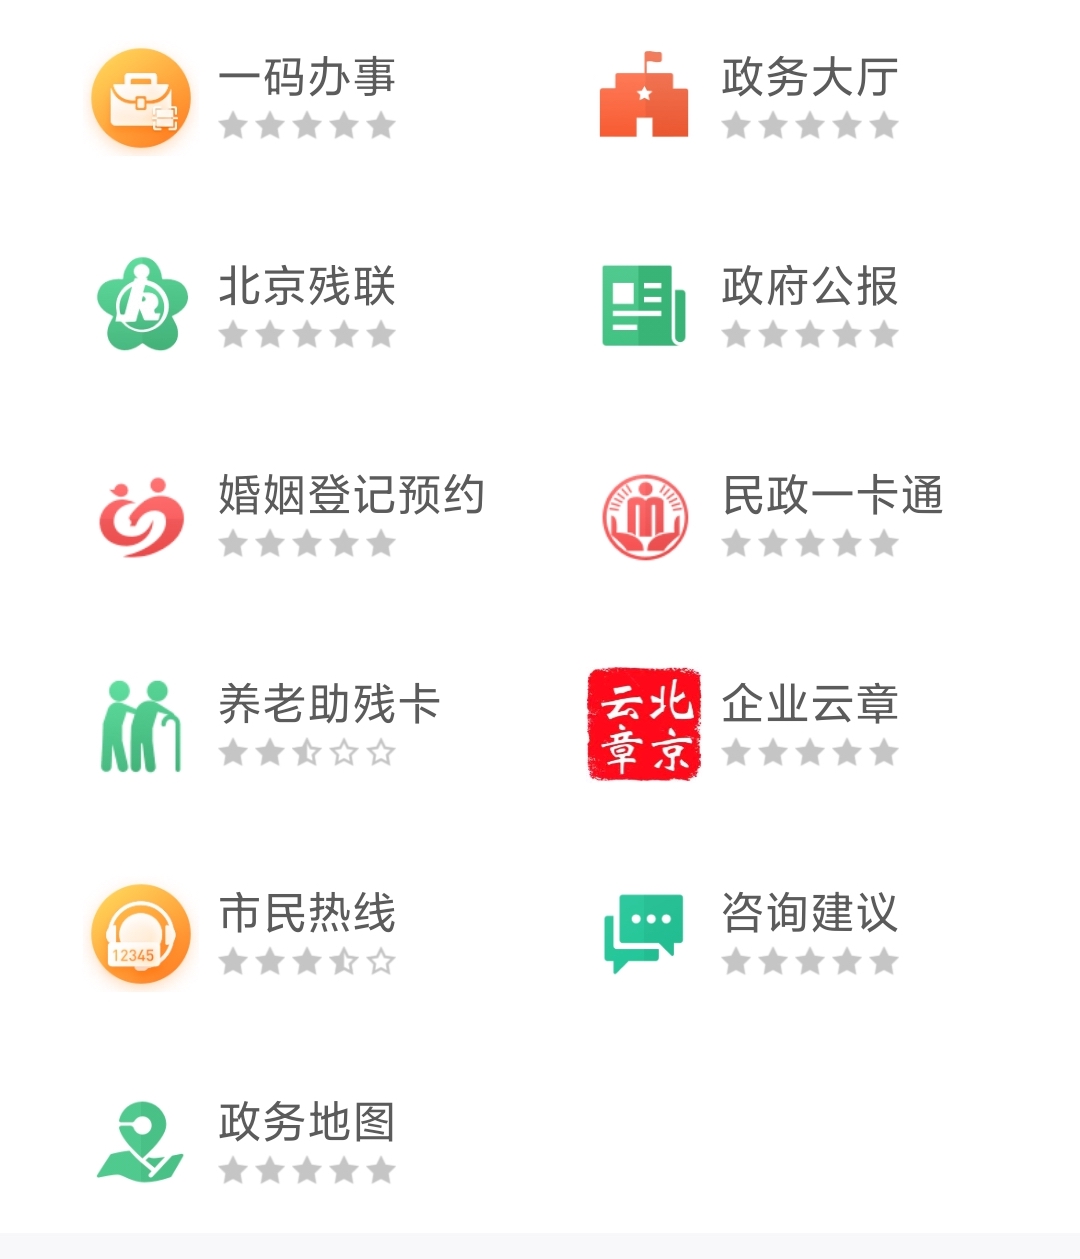 一码办事
政务大厅
北京残联
政府公报
婚姻登记预约
民政一卡通
养老助残卡
云北
章京
企业云章
市民热线
12345
咨询建议
政务地图